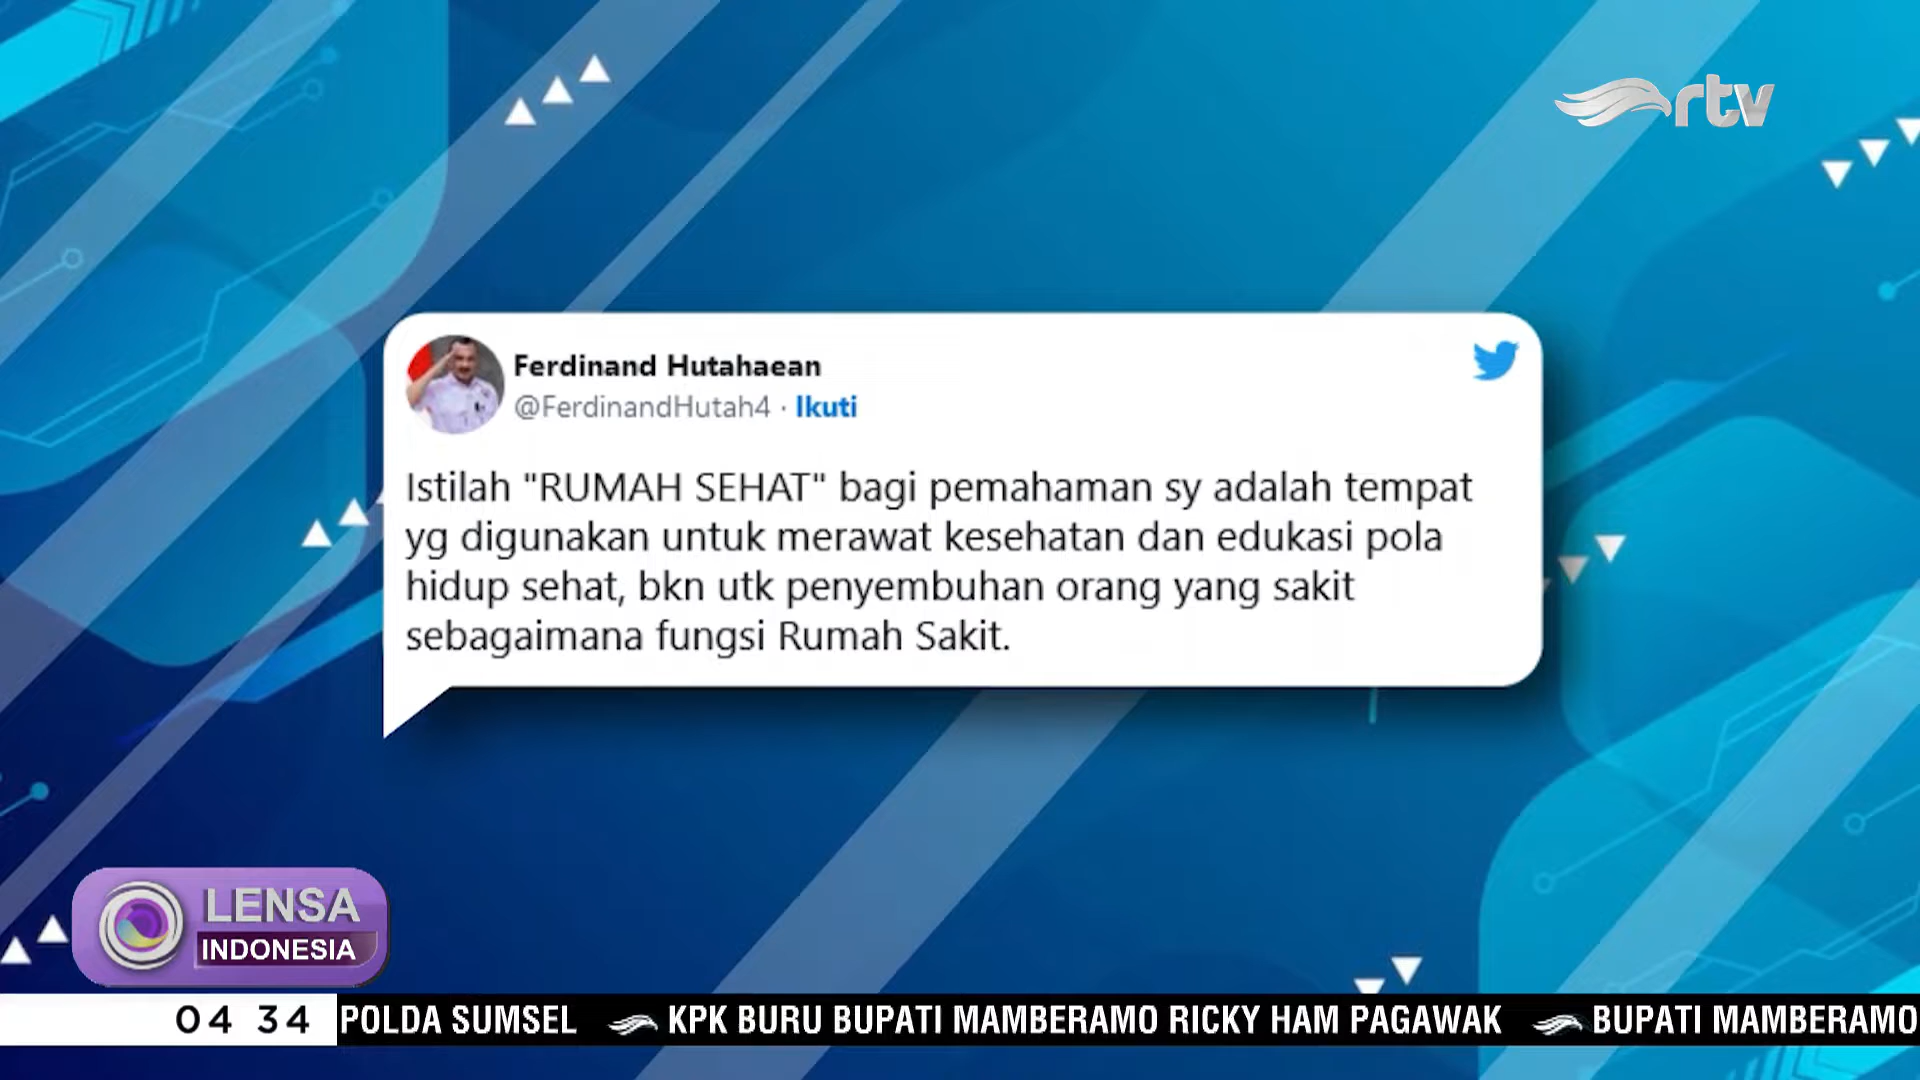 rtv
Ferdinand Hutahaean
@FerdinandHutah4 · Ikuti
Istilah "RUMAH SEHAT" bagi pemahaman sy adalah tempat
yg digunakan untuk merawat kesehatan dan edukasi pola
hidup sehat, bkn utk penyembuhan orang yang sakit
sebagaimana fungsi Rumah Sakit.
LENSA
INDONESIA
04 34 POLDA SUMSEL KPK BURU BUPATI MAMBERAMO RICKY HAM PAGAWAK BUPATI MAMBERAMO